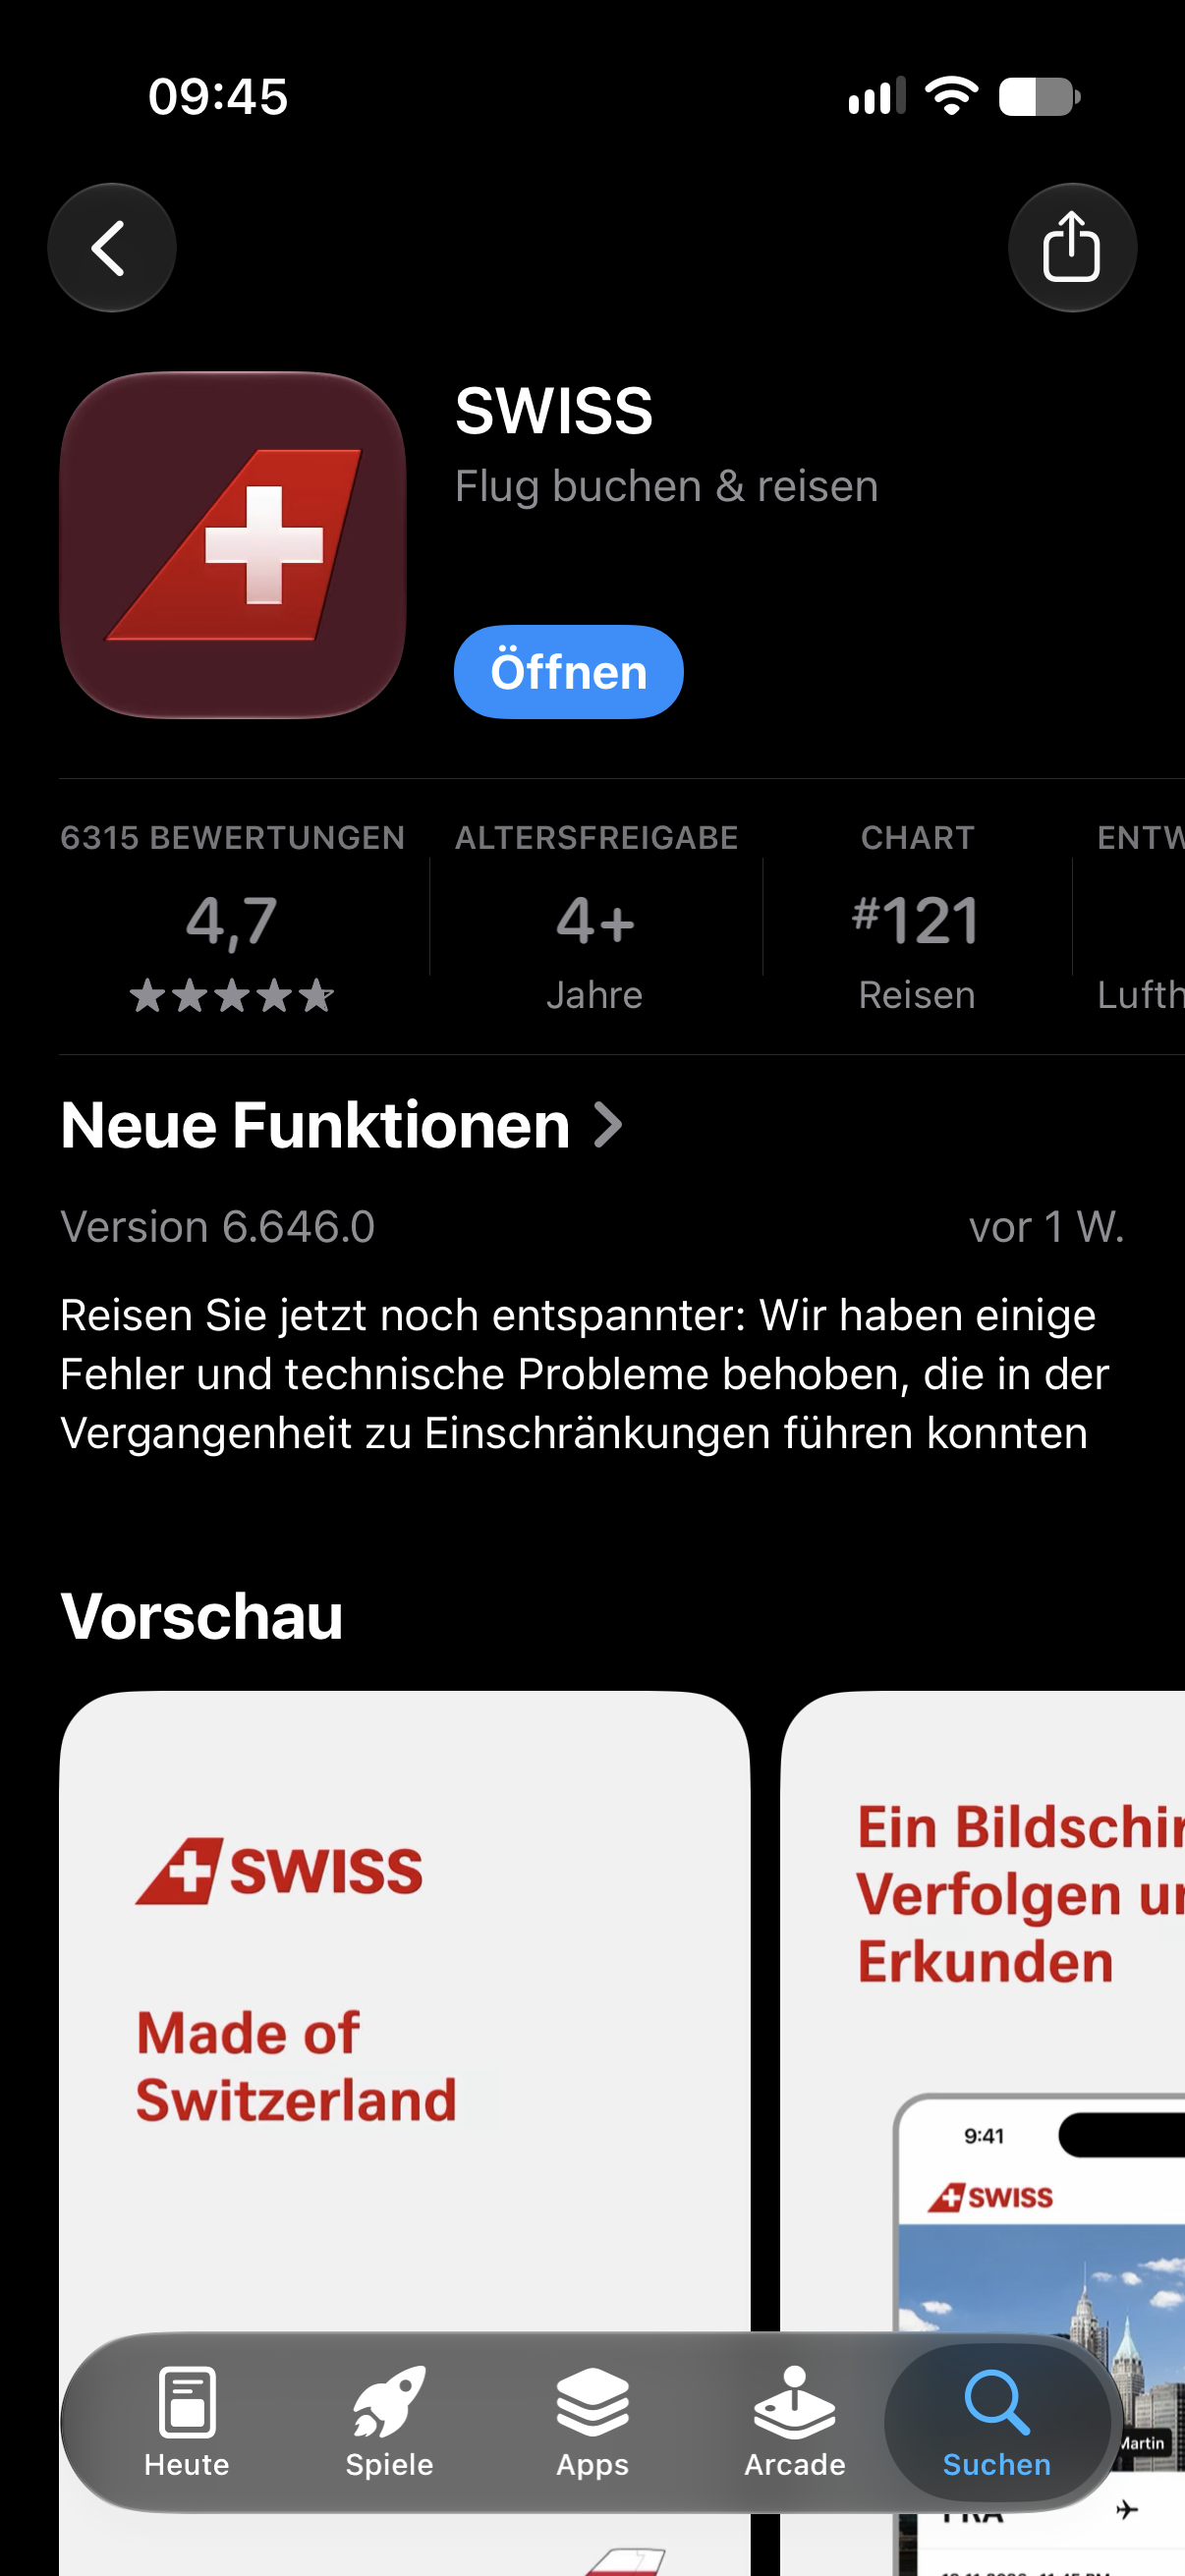 09:45
SWISS
Flug buchen & reisen
Öffnen
6315 BEWERTUNGEN
4,7
ALTERSFREIGABE
4+
Jahre
CHART
#121
Reisen
Neue Funktionen
Version 6.646.0
vor 1 W.
Reisen Sie jetzt noch entspannter: Wir haben einige
Fehler und technische Probleme behoben, die in der
Vergangenheit zu Einschränkungen führen konnten
Vorschau
SWISS
Made of
Switzerland
Ein
Verfolgen
Erkunden
9:41
SWISS
Martin
Heute
Spiele
Apps
Arcade
Suchen